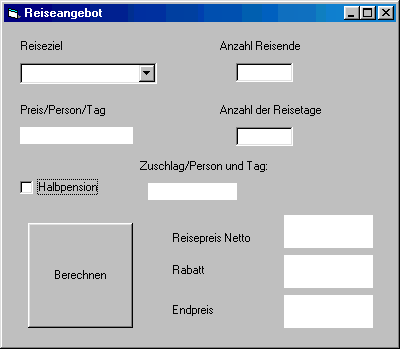 Reiseangebot
Reiseziel
Anzahl Reisende
Preis/Person/Tag
Anzahl der Reisetage
Zuschlag/Person und Tag:
Halbpension
Berechnen
Reisepreis Netto
Rabatt
Endpreis